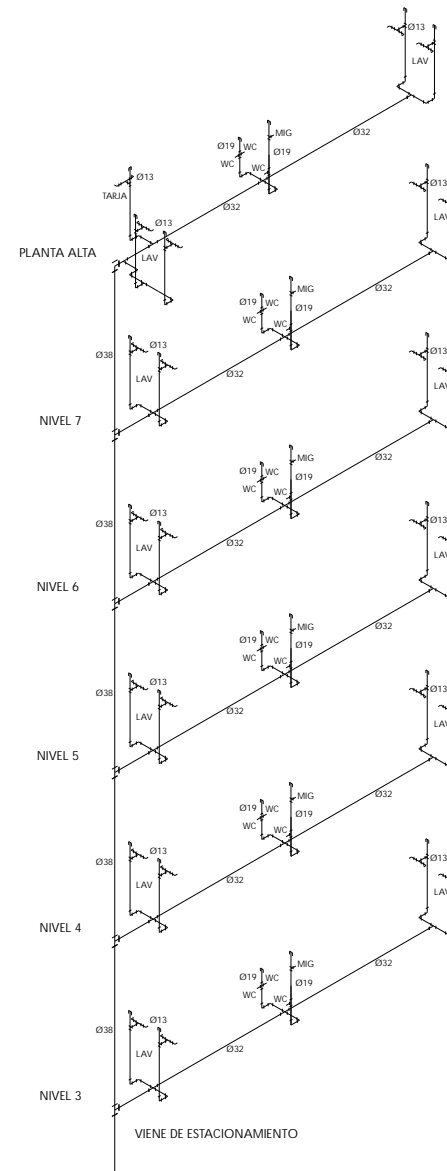 Ø13
LAV
Ø32
MIG
Ø19 WC
Ø19
WC WC
Ø13
TARJA
Ø32
Ø13
LAV
PLANTA ALTA
Ø13
LAV
Ø32
MIG
Ø19 WC
Ø19
WC WC
Ø38
Ø13
LAV
Ø32
NIVEL 7
Ø13
LAV
Ø32
MIG
Ø19 WC
Ø19
WC WC
Ø38
Ø13
LAV
Ø32
NIVEL 6
Ø13
LAV
Ø32
MIG
Ø19 WC
Ø19
WC WC
Ø38
Ø13
LAV
Ø32
NIVEL 5
Ø13
LAV
Ø32
MIG
Ø19 WC
Ø19
WC WC
Ø38
Ø13
LAV
Ø32
NIVEL 4
Ø13
LAV
Ø32
MIG
Ø19 WC
Ø19
WC WC
Ø38
Ø13
LAV
Ø32
NIVEL 3
VIENE DE ESTACIONAMIENTO